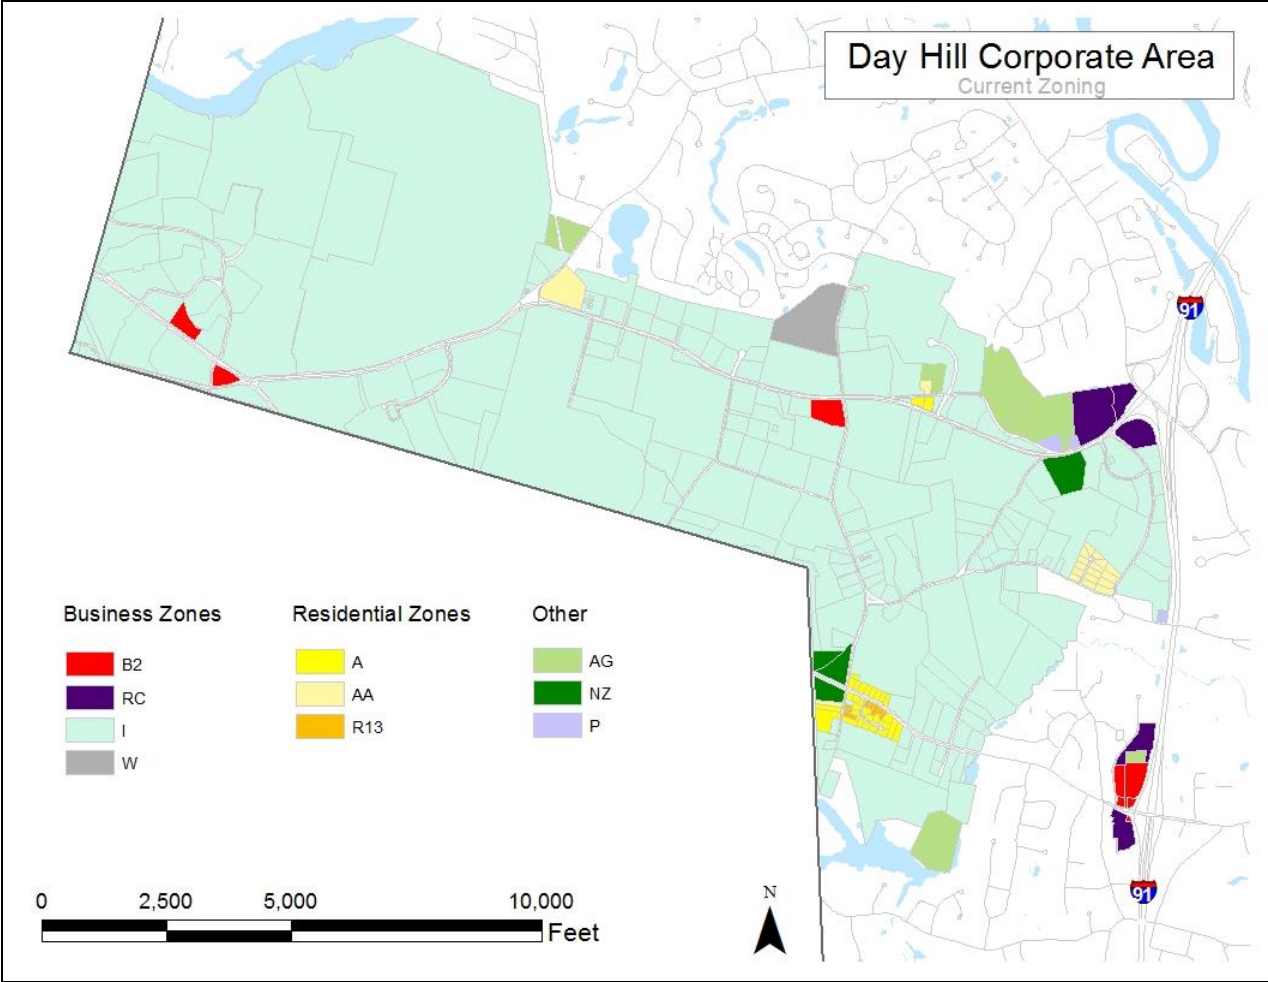 Day Hill Corporate Area
Current Zoning
91
Business Zones
B2
RC
I
W
Residential Zones
A
AA
R13
Other
AG
NZ
P
0 2,500 5,000 10,000
Feet
N
91